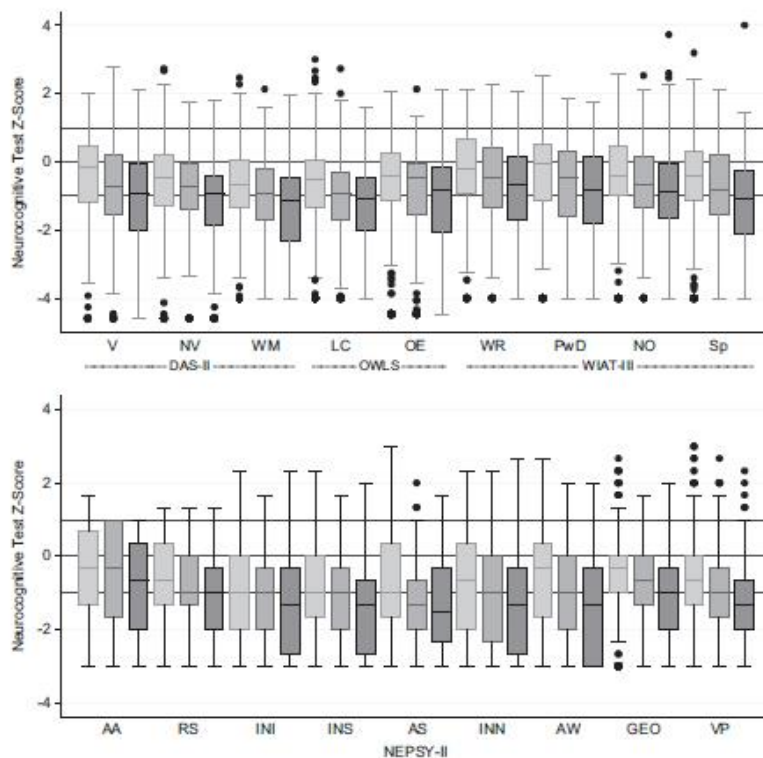 Neurocognitive Test Z-Score
4
2
0
-2
-4
V NV WM LC OE WR PwD NO Sp
DAS-II OWLS WIAT-III
Neurocognitive Test Z-Score
4
2
0
-2
-4
AA RS INI INS AS INN AW GEO VP
NEPSY-II